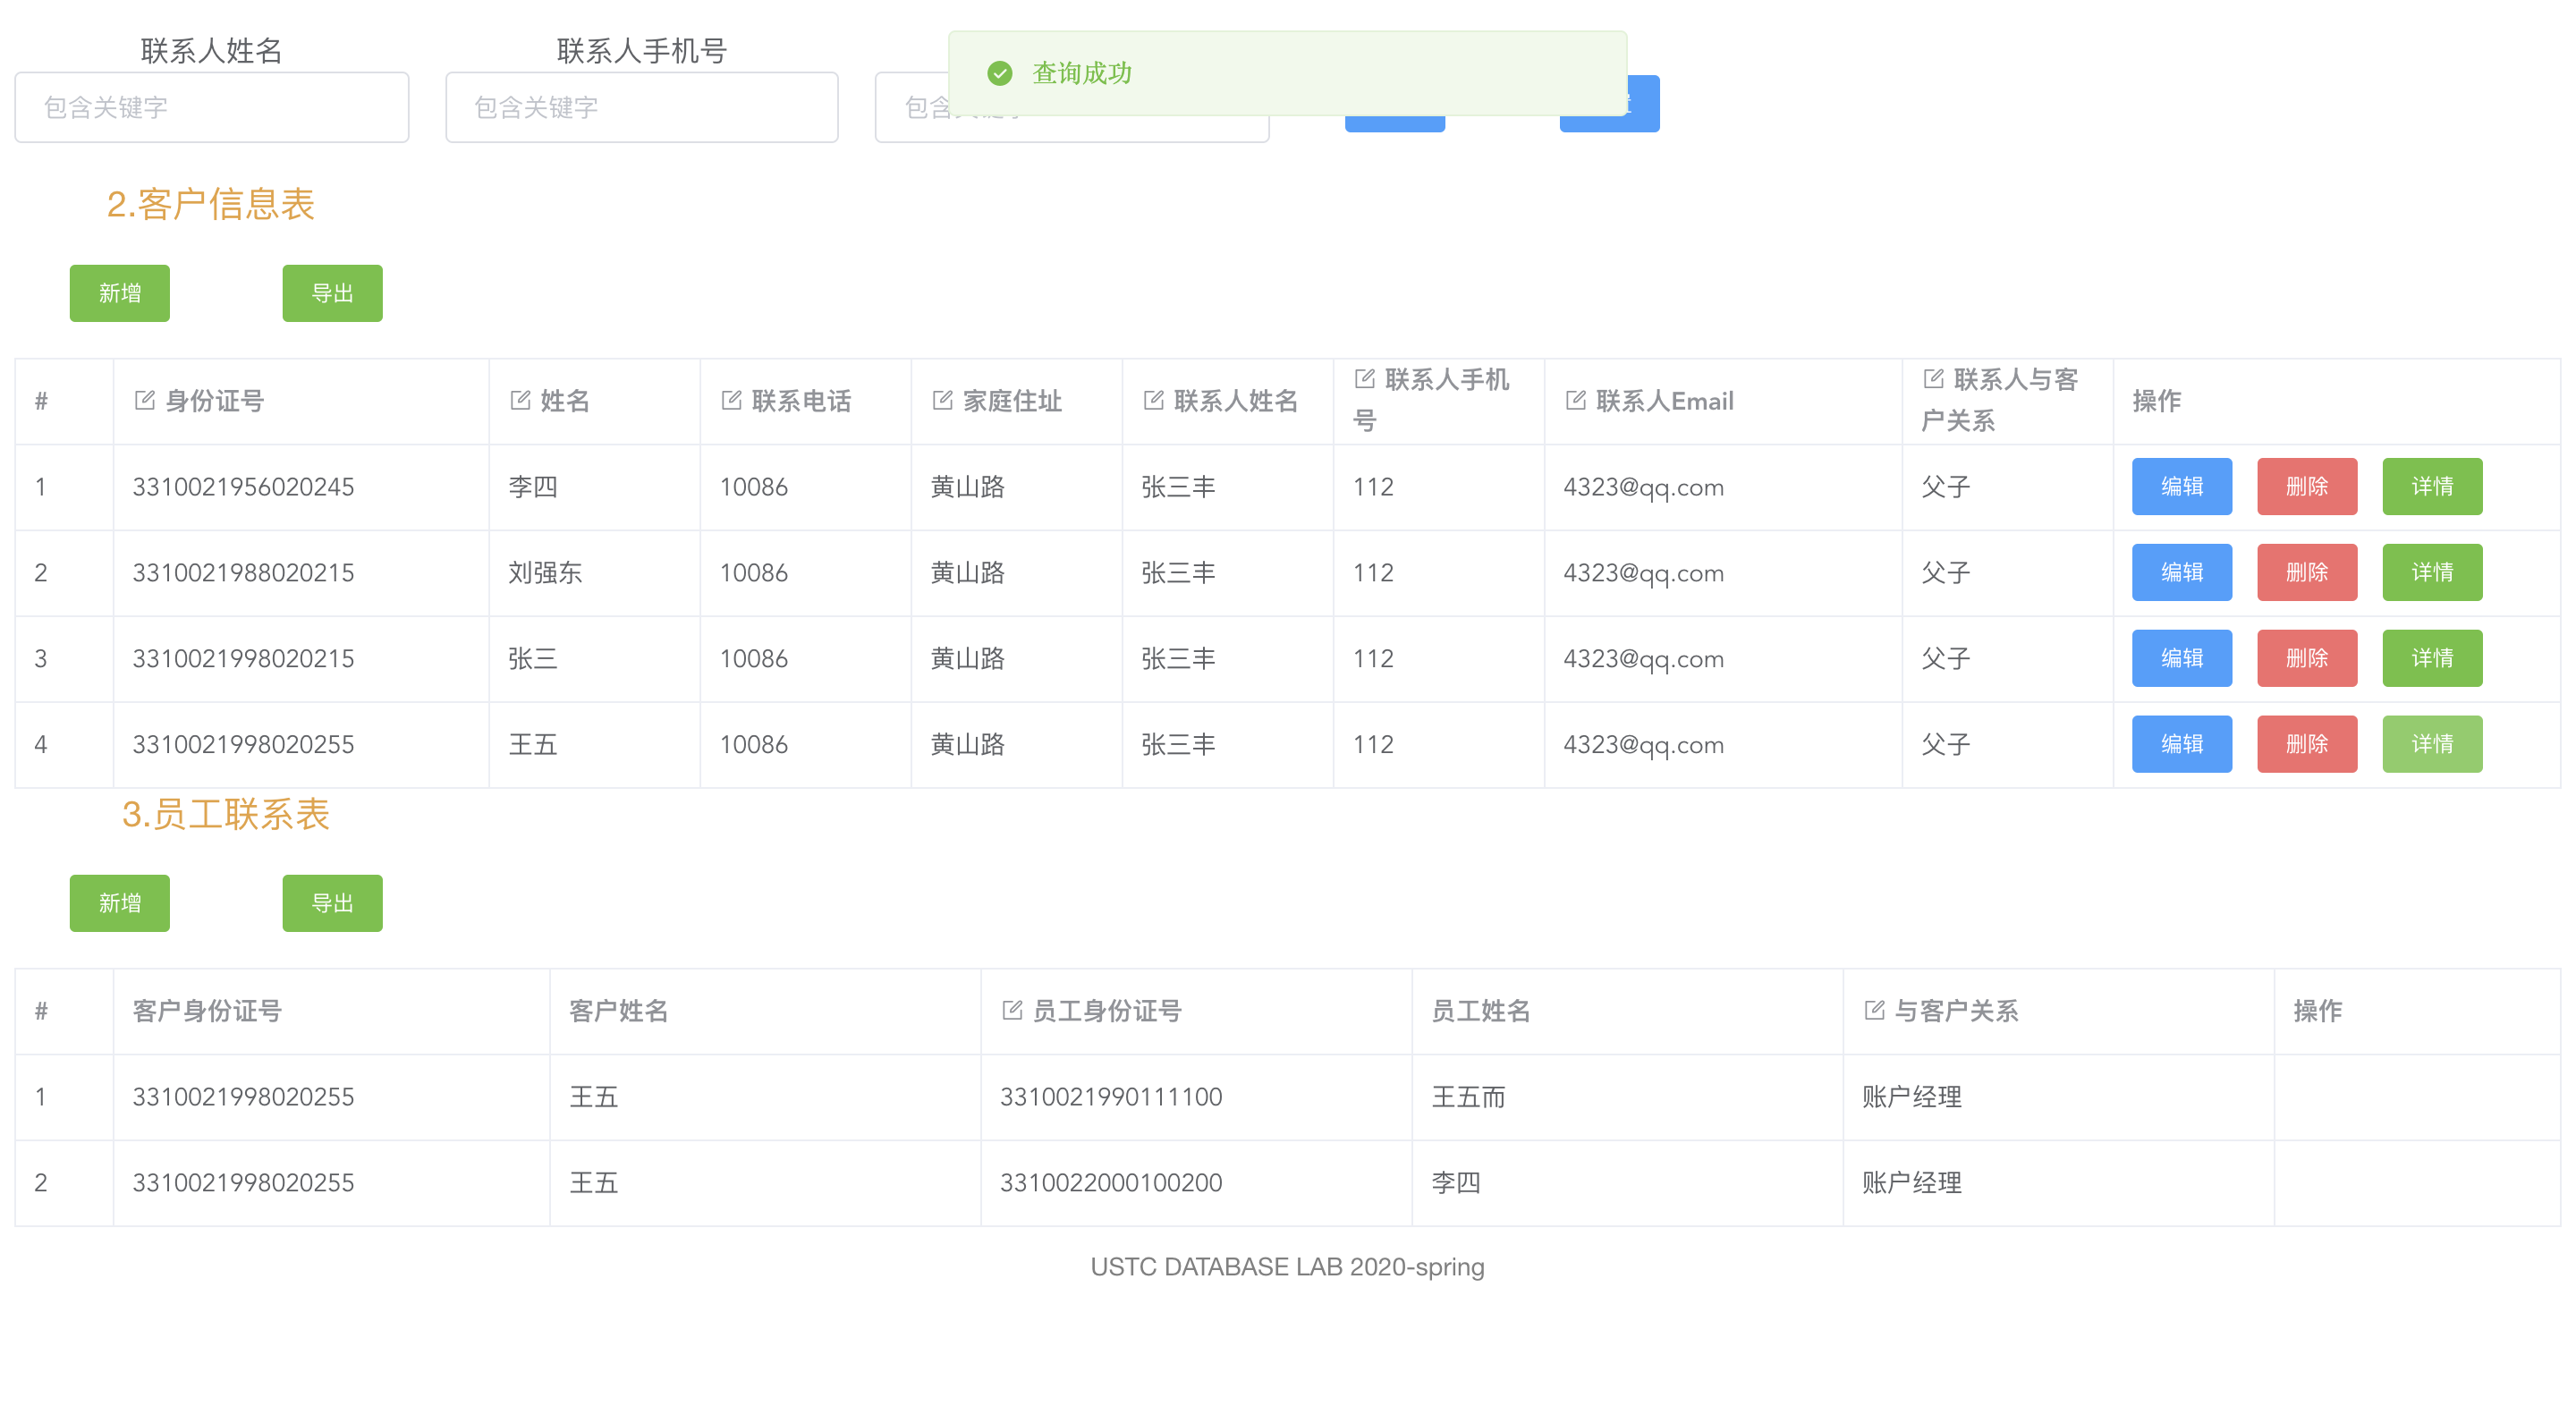 联系人姓名 联系人手机号
查询成功
包含关键字 包含关键字 包含关键字
2.客户信息表
新增 导出
# 身份证号 姓名 联系电话 家庭住址 联系人姓名 联系人手机号 联系人Email 联系人与客户关系 操作
1 3310021956020245 李四 10086 黄山路 张三丰 112 4323@qq.com 父子 编辑 删除 详情
2 3310021988020215 刘强东 10086 黄山路 张三丰 112 4323@qq.com 父子 编辑 删除 详情
3 3310021998020215 张三 10086 黄山路 张三丰 112 4323@qq.com 父子 编辑 删除 详情
4 3310021998020255 王五 10086 黄山路 张三丰 112 4323@qq.com 父子 编辑 删除 详情
3.员工联系表
新增 导出
# 客户身份证号 客户姓名 员工身份证号 员工姓名 与客户关系 操作
1 3310021998020255 王五 3310021990111100 王五而 账户经理
2 3310021998020255 王五 3310022000100200 李四 账户经理
USTC DATABASE LAB 2020-spring